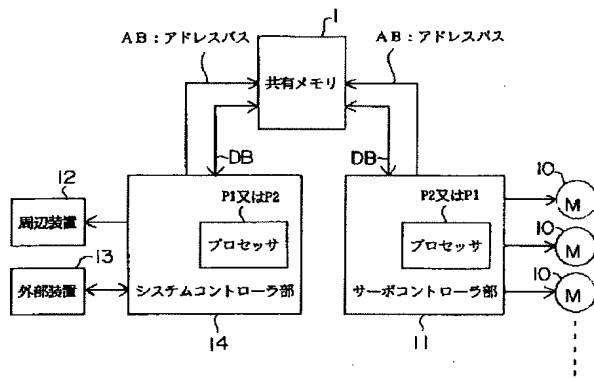 1
AB:アドレスバス
AB:アドレスバス
共有メモリ
DB
DB
12
周辺装置
13
外部装置
P1又はP2
プロセッサ
システムコントローラ部
14
P2又はP1
プロセッサ
サーボコントローラ部
11
10
M
10
M
10
M